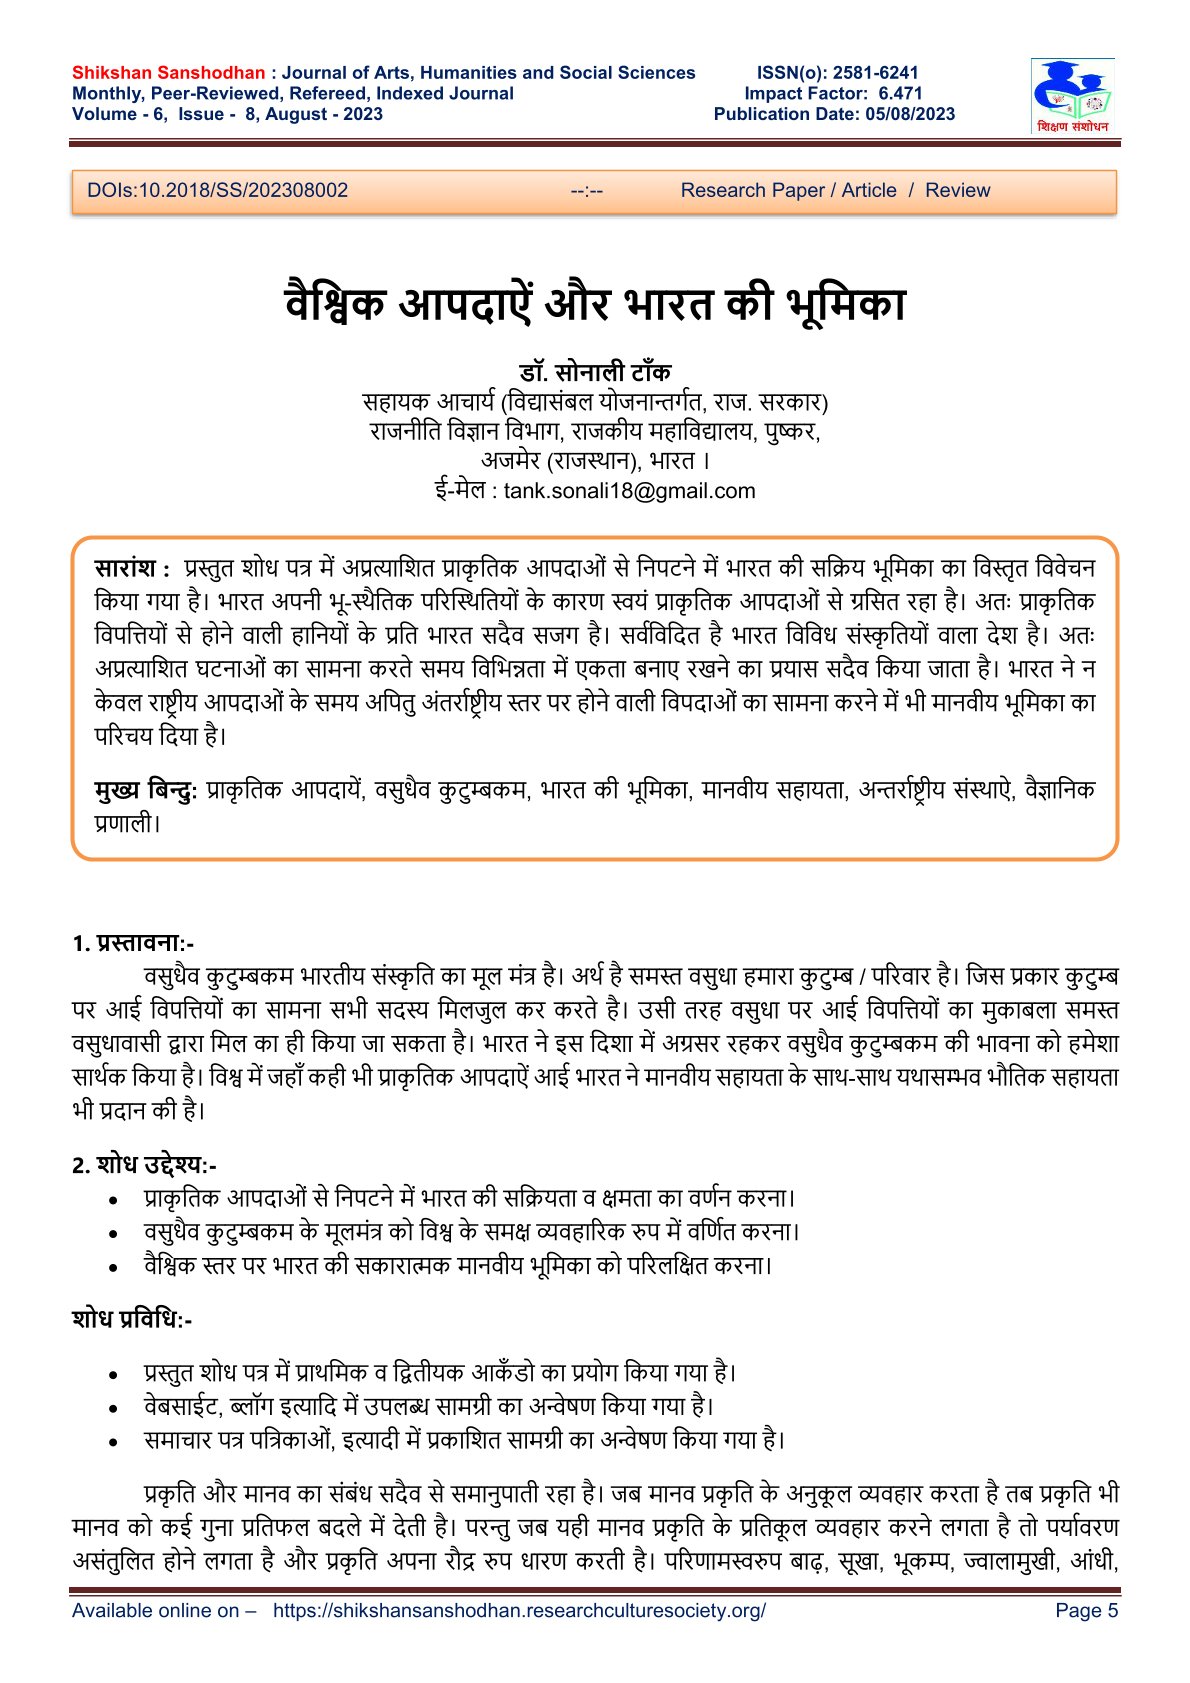 Shikshan Sanshodhan : Journal of Arts, Humanities and Social Sciences ISSN(o): 2581-6241
Monthly, Peer-Reviewed, Refereed, Indexed Journal Impact Factor: 6.471
Volume - 6, Issue - 8, August - 2023 Publication Date: 05/08/2023
शिक्षण संशोधन
DOIs:10.2018/SS/202308002 --:-- Research Paper / Article / Review
वैश्विक आपदाऐं और भारत की भूमिका
डॉ. सोनाली टाँक
सहायक आचार्य (विद्यासंबल योजनान्तर्गत, राज. सरकार)
राजनीति विज्ञान विभाग, राजकीय महाविद्यालय, पुष्कर,
अजमेर (राजस्थान), भारत ।
ई-मेल : tank.sonali18@gmail.com
सारांश : प्रस्तुत शोध पत्र में अप्रत्याशित प्राकृतिक आपदाओं से निपटने में भारत की सक्रिय भूमिका का विस्तृत विवेचन
किया गया है। भारत अपनी भू-स्थैतिक परिस्थितियों के कारण स्वयं प्राकृतिक आपदाओं से ग्रसित रहा है। अतः प्राकृतिक
विपत्तियों से होने वाली हानियों के प्रति भारत सदैव सजग है। सर्वविदित है भारत विविध संस्कृतियों वाला देश है। अतः
अप्रत्याशित घटनाओं का सामना करते समय विभिन्नता में एकता बनाए रखने का प्रयास सदैव किया जाता है। भारत ने न
केवल राष्ट्रीय आपदाओं के समय अपितु अंतर्राष्ट्रीय स्तर पर होने वाली विपदाओं का सामना करने में भी मानवीय भूमिका का
परिचय दिया है।
मुख्य बिन्दु: प्राकृतिक आपदायें, वसुधैव कुटुम्बकम, भारत की भूमिका, मानवीय सहायता, अन्तर्राष्ट्रीय संस्थाऐ, वैज्ञानिक
प्रणाली।
1. प्रस्तावना:-
वसुधैव कुटुम्बकम भारतीय संस्कृति का मूल मंत्र है। अर्थ है समस्त वसुधा हमारा कुटुम्ब / परिवार है। जिस प्रकार कुटुम्ब
पर आई विपत्तियों का सामना सभी सदस्य मिलजुल कर करते है। उसी तरह वसुधा पर आई विपत्तियों का मुकाबला समस्त
वसुधावासी द्वारा मिल का ही किया जा सकता है। भारत ने इस दिशा में अग्रसर रहकर वसुधैव कुटुम्बकम की भावना को हमेशा
सार्थक किया है। विश्व में जहाँ कही भी प्राकृतिक आपदाऐं आई भारत ने मानवीय सहायता के साथ-साथ यथासम्भव भौतिक सहायता
भी प्रदान की है।
2. शोध उद्देश्य:-
• प्राकृतिक आपदाओं से निपटने में भारत की सक्रियता व क्षमता का वर्णन करना।
• वसुधैव कुटुम्बकम के मूलमंत्र को विश्व के समक्ष व्यवहारिक रुप में वर्णित करना।
• वैश्विक स्तर पर भारत की सकारात्मक मानवीय भूमिका को परिलक्षित करना।
शोध प्रविधि:-
• प्रस्तुत शोध पत्र में प्राथमिक व द्वितीयक आकँडो का प्रयोग किया गया है।
• वेबसाईट, ब्लॉग इत्यादि में उपलब्ध सामग्री का अन्वेषण किया गया है।
• समाचार पत्र पत्रिकाओं, इत्यादी में प्रकाशित सामग्री का अन्वेषण किया गया है।
प्रकृति और मानव का संबंध सदैव से समानुपाती रहा है। जब मानव प्रकृति के अनुकूल व्यवहार करता है तब प्रकृति भी
मानव को कई गुना प्रतिफल बदले में देती है। परन्तु जब यही मानव प्रकृति के प्रतिकूल व्यवहार करने लगता है तो पर्यावरण
असंतुलित होने लगता है और प्रकृति अपना रौद्र रुप धारण करती है। परिणामस्वरुप बाढ़, सूखा, भूकम्प, ज्वालामुखी, आंधी,
Available online on – https://shikshansanshodhan.researchculturesociety.org/ Page 5